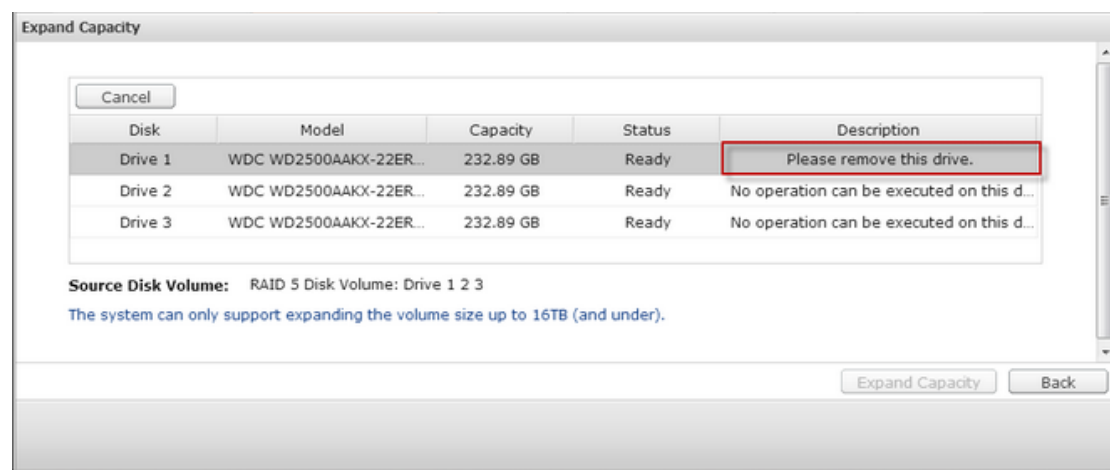 Expand Capacity
Cancel
Disk Model Capacity Status Description
Drive 1 WDC WD2500AAKX-22ER... 232.89 GB Ready Please remove this drive.
Drive 2 WDC WD2500AAKX-22ER... 232.89 GB Ready No operation can be executed on this d...
Drive 3 WDC WD2500AAKX-22ER... 232.89 GB Ready No operation can be executed on this d...
Source Disk Volume: RAID 5 Disk Volume: Drive 1 2 3
The system can only support expanding the volume size up to 16TB (and under).
Expand Capacity Back